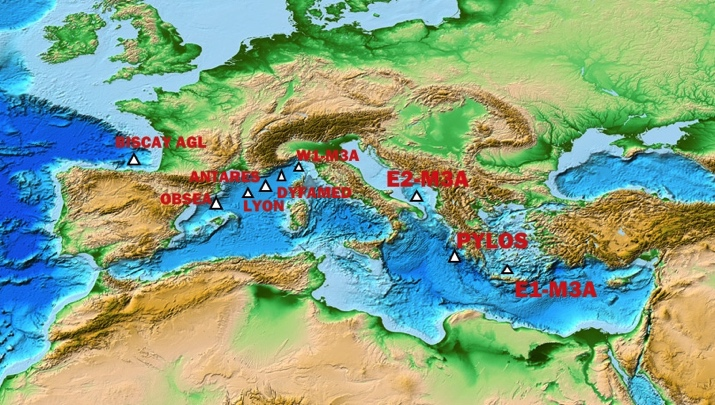 BISCAY AGL
W1-M3A
ANTARES
E2-M3A
OBSEA
DYFAMED
LYON
PYLOS
E1-M3A